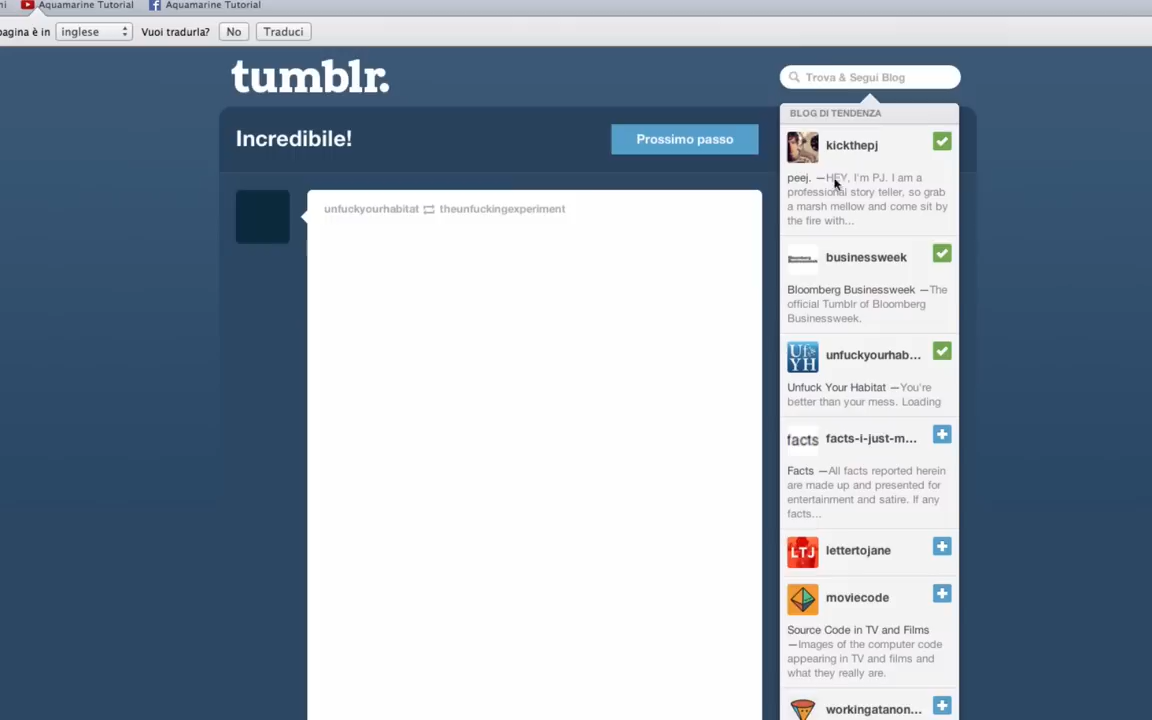 Aquamarine Tutorial Aquamarine Tutorial
pagina è in inglese Vuoi tradurla? No Traduci
tumblr.
Trova & Segui Blog
Incredibile!
Prossimo passo
unfuckyourhabitat theunfuckingexperiment
BLOG DI TENDENZA
kickthepj
peej. —HEY, I'm PJ. I am a
professional story teller, so grab
a marsh mellow and come sit by
the fire with...
businessweek
Bloomberg Businessweek —The
official Tumblr of Bloomberg
Businessweek.
UF
YH
unfuckyourhab...
Unfuck Your Habitat —You're
better than your mess. Loading
facts
facts-i-just-m...
Facts —All facts reported herein
are made up and presented for
entertainment and satire. If any
facts...
LTJ
lettertojane
moviecode
Source Code in TV and Films
—Images of the computer code
appearing in TV and films and
what they really are.
workingatanon...